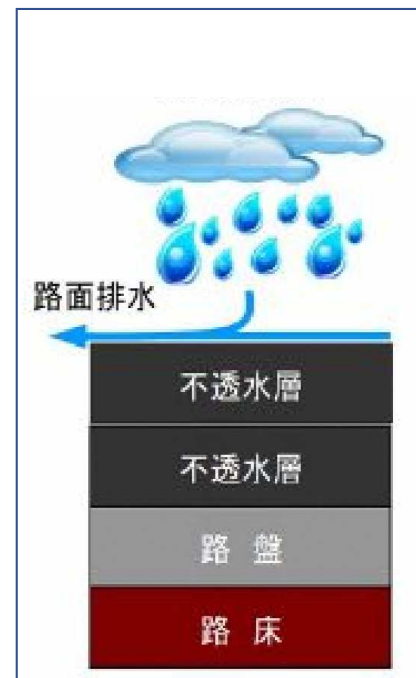 路面排水
不透水層
不透水層
路 盤
路 床